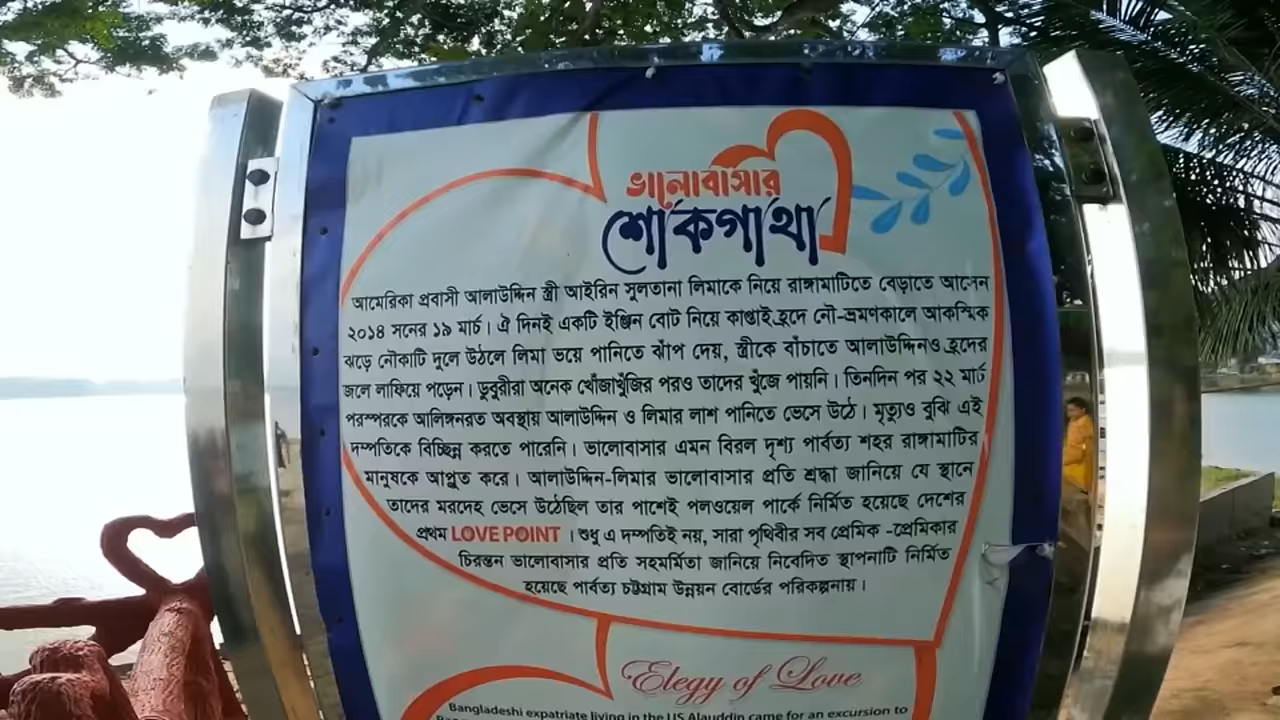 ভালোবাসার
শোকগাথা
আমেরিকা প্রবাসী আলাউদ্দিন স্ত্রী আইরিন সুলতানা লিমাকে নিয়ে রাঙ্গামাটিতে বেড়াতে আসেন
২০১৪ সনের ১৯ মার্চ। ঐ দিনই একটি ইঞ্জিন বোট নিয়ে কাপ্তাই হ্রদে নৌ-ভ্রমণকালে আকস্মিক
ঝড়ে নৌকাটি দুলে উঠলে লিমা ভয়ে পানিতে ঝাঁপ দেয়, স্ত্রীকে বাঁচাতে আলাউদ্দিনও হ্রদের
জলে লাফিয়ে পড়েন। ডুবুরীরা অনেক খোঁজাখুঁজির পরও তাদের খুঁজে পায়নি। তিনদিন পর ২২ মার্চ
পরস্পরকে আলিঙ্গনরত অবস্থায় আলাউদ্দিন ও লিমার লাশ পানিতে ভেসে উঠে। মৃত্যুও বুঝি এই
দম্পতিকে বিচ্ছিন্ন করতে পারেনি। ভালোবাসার এমন বিরল দৃশ্য পার্বত্য শহর রাঙ্গামাটির
মানুষকে আপ্লুত করে। আলাউদ্দিন-লিমার ভালোবাসার প্রতি শ্রদ্ধা জানিয়ে যে স্থানে
তাদের মরদেহ ভেসে উঠেছিল তার পাশেই পলওয়েল পার্কে নির্মিত হয়েছে দেশের
প্রথম LOVE POINT । শুধু এ দম্পতিই নয়, সারা পৃথিবীর সব প্রেমিক -প্রেমিকার
চিরন্তন ভালোবাসার প্রতি সহমর্মিতা জানিয়ে নিবেদিত স্থাপনাটি নির্মিত
হয়েছে পার্বত্য চট্টগ্রাম উন্নয়ন বোর্ডের পরিকল্পনায়।
Elegy of Love
Bangladeshi expatriate living in the US Alauddin came for an excursion to